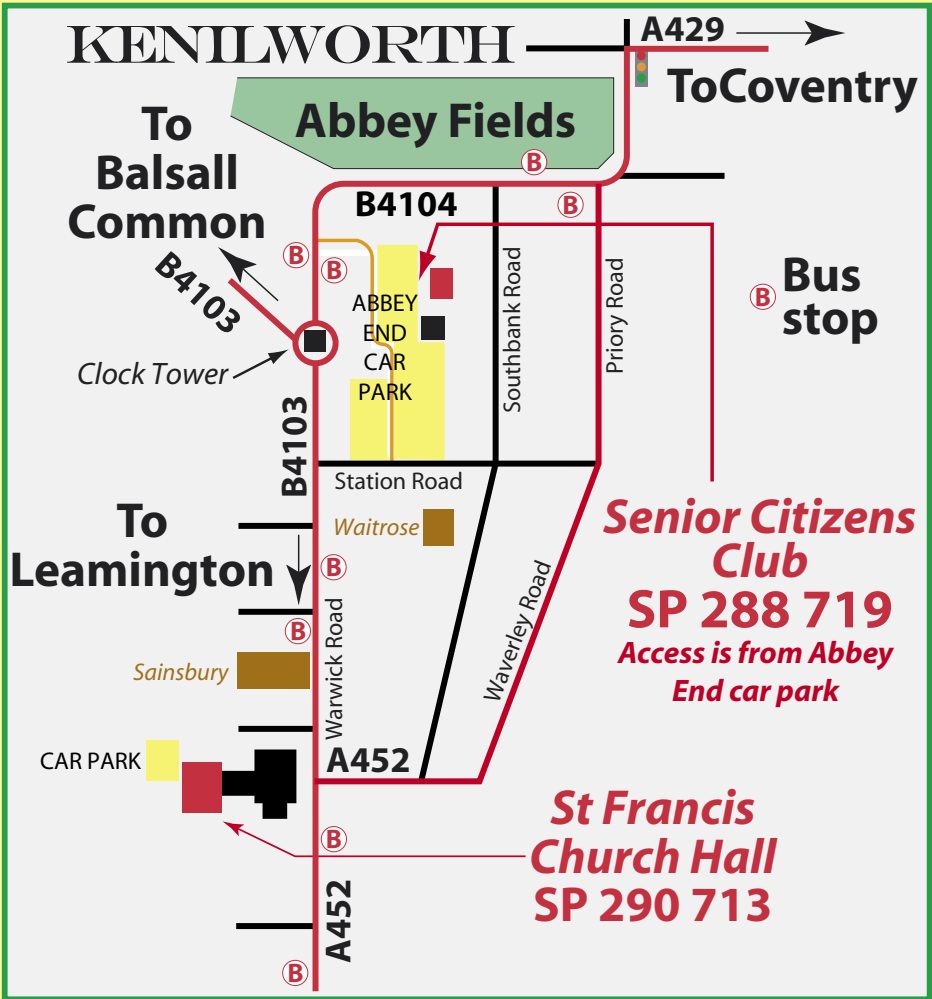 KENILWORTH
A429
ToCoventry
Abbey Fields
To
Balsall
Common
B
B4104
B
B
B
B4103
ABBEY
END
CAR
PARK
Southbank Road
Priory Road
B
Bus
stop
Clock Tower
B4103
Station Road
Waitrose
To
Leamington
B
B
Senior Citizens
Club
SP 288 719
Access is from Abbey
End car park
Warwick Road
Waverley Road
Sainsbury
CAR PARK
A452
St Francis
Church Hall
SP 290 713
B
A452
B